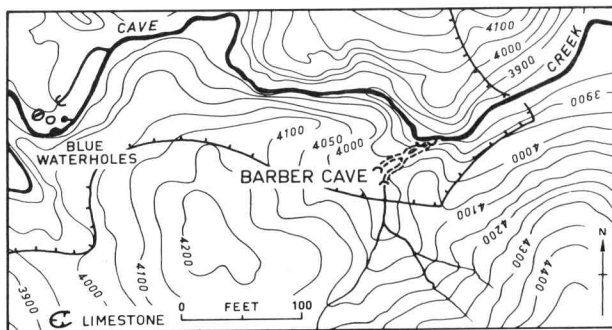 CAVE
4100
4000
3900
CREEK
3900
BLUE
WATERHOLES
4100
4050
4000
4000
BARBER CAVE
4100
4200
4300
4400
4200
4100
4000
3900
N
0 FEET 100
LIMESTONE